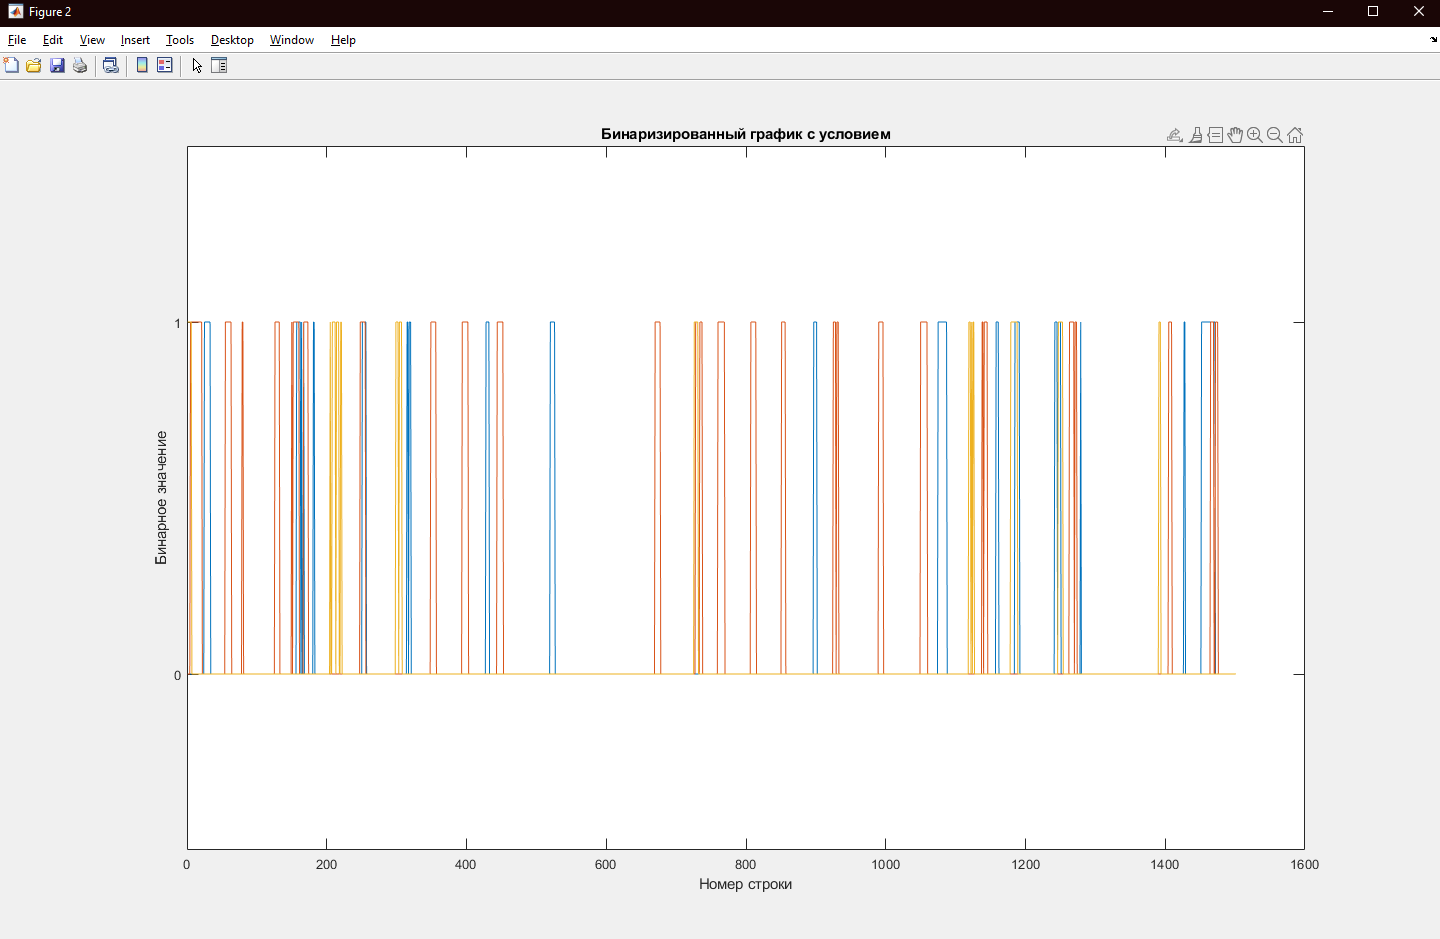 Figure 2
File Edit View Insert Tools Desktop Window Help
Бинаризированный график с условием
1
Бинарное значение
0
0 200 400 600 800 1000 1200 1400 1600
Номер строки